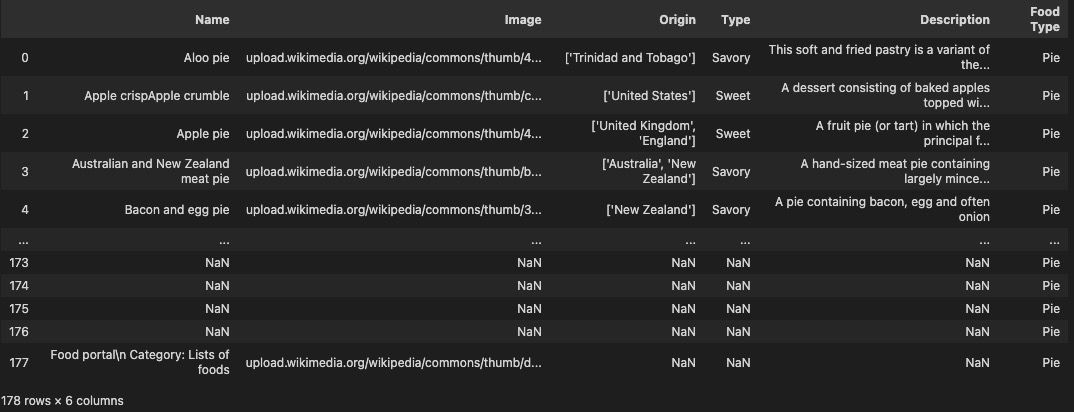 Name Image Origin Type Description Food Type
0 Aloo pie upload.wikimedia.org/wikipedia/commons/thumb/4... ['Trinidad and Tobago'] Savory This soft and fried pastry is a variant of the... Pie
1 Apple crispApple crumble upload.wikimedia.org/wikipedia/commons/thumb/c... ['United States'] Sweet A dessert consisting of baked apples topped wi... Pie
2 Apple pie upload.wikimedia.org/wikipedia/commons/thumb/4... ['United Kingdom', 'England'] Sweet A fruit pie (or tart) in which the principal f... Pie
3 Australian and New Zealand meat pie upload.wikimedia.org/wikipedia/commons/thumb/b... ['Australia', 'New Zealand'] Savory A hand-sized meat pie containing largely mince... Pie
4 Bacon and egg pie upload.wikimedia.org/wikipedia/commons/thumb/3... ['New Zealand'] Savory A pie containing bacon, egg and often onion Pie
... ... ... ... ... ... ...
173 NaN NaN NaN NaN NaN Pie
174 NaN NaN NaN NaN NaN Pie
175 NaN NaN NaN NaN NaN Pie
176 NaN NaN NaN NaN NaN Pie
177 Food portal\n Category: Lists of foods upload.wikimedia.org/wikipedia/commons/thumb/d... NaN NaN NaN Pie
178 rows × 6 columns